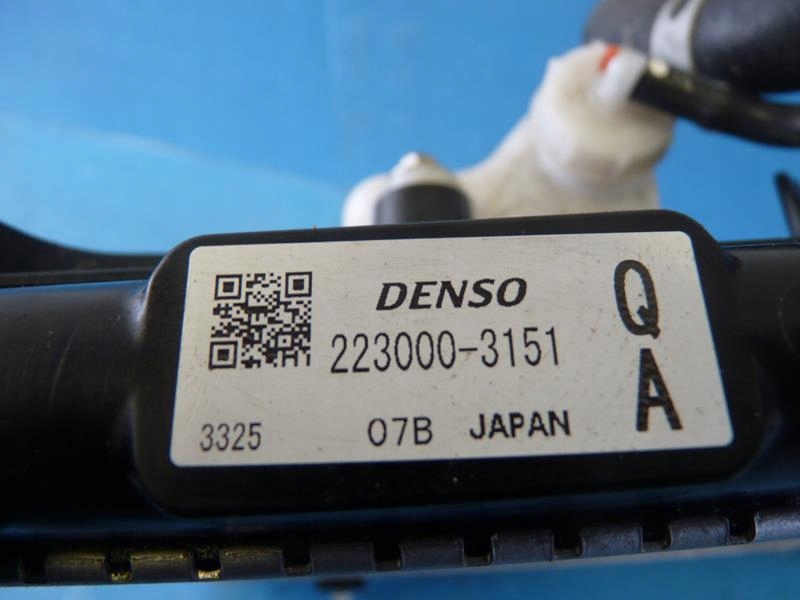 DENSO
223000-3151
Q
A
3325 07B JAPAN